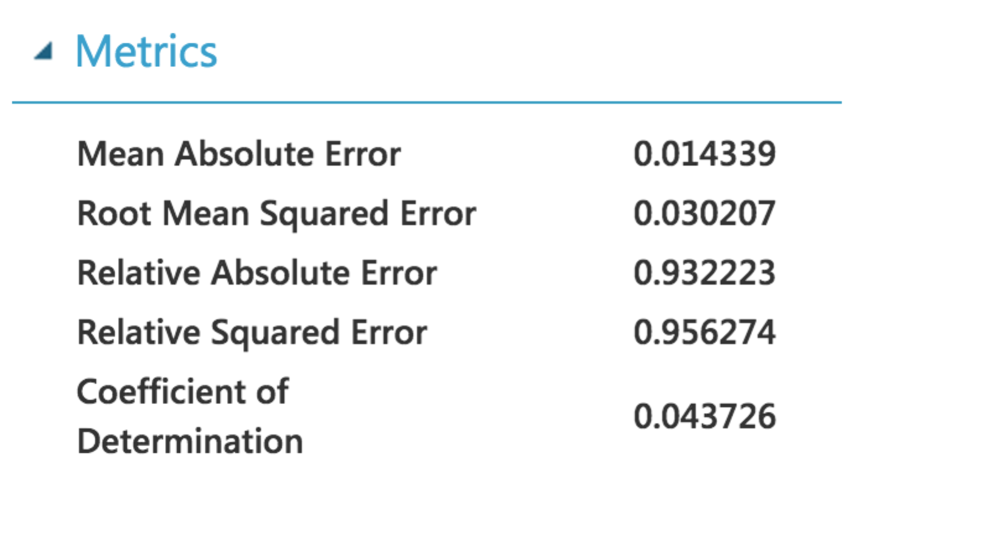 Metrics
Mean Absolute Error 0.014339
Root Mean Squared Error 0.030207
Relative Absolute Error 0.932223
Relative Squared Error 0.956274
Coefficient of
Determination 0.043726